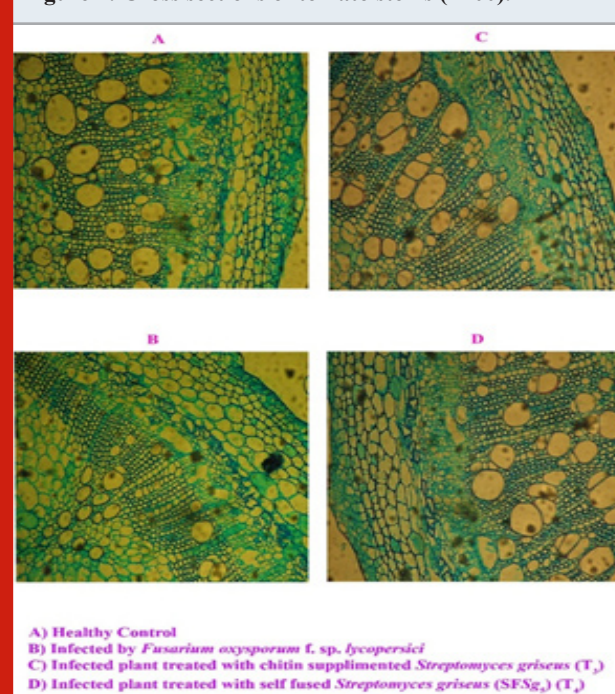 A
C
B
D
A) Healthy Control
B) Infected by Fusarium oxysporum f. sp. lycopersici
C) Infected plant treated with chitin supplimented Streptomyces griseus (T
D) Infected plant treated with self fused Streptomyces griseus (SFSg